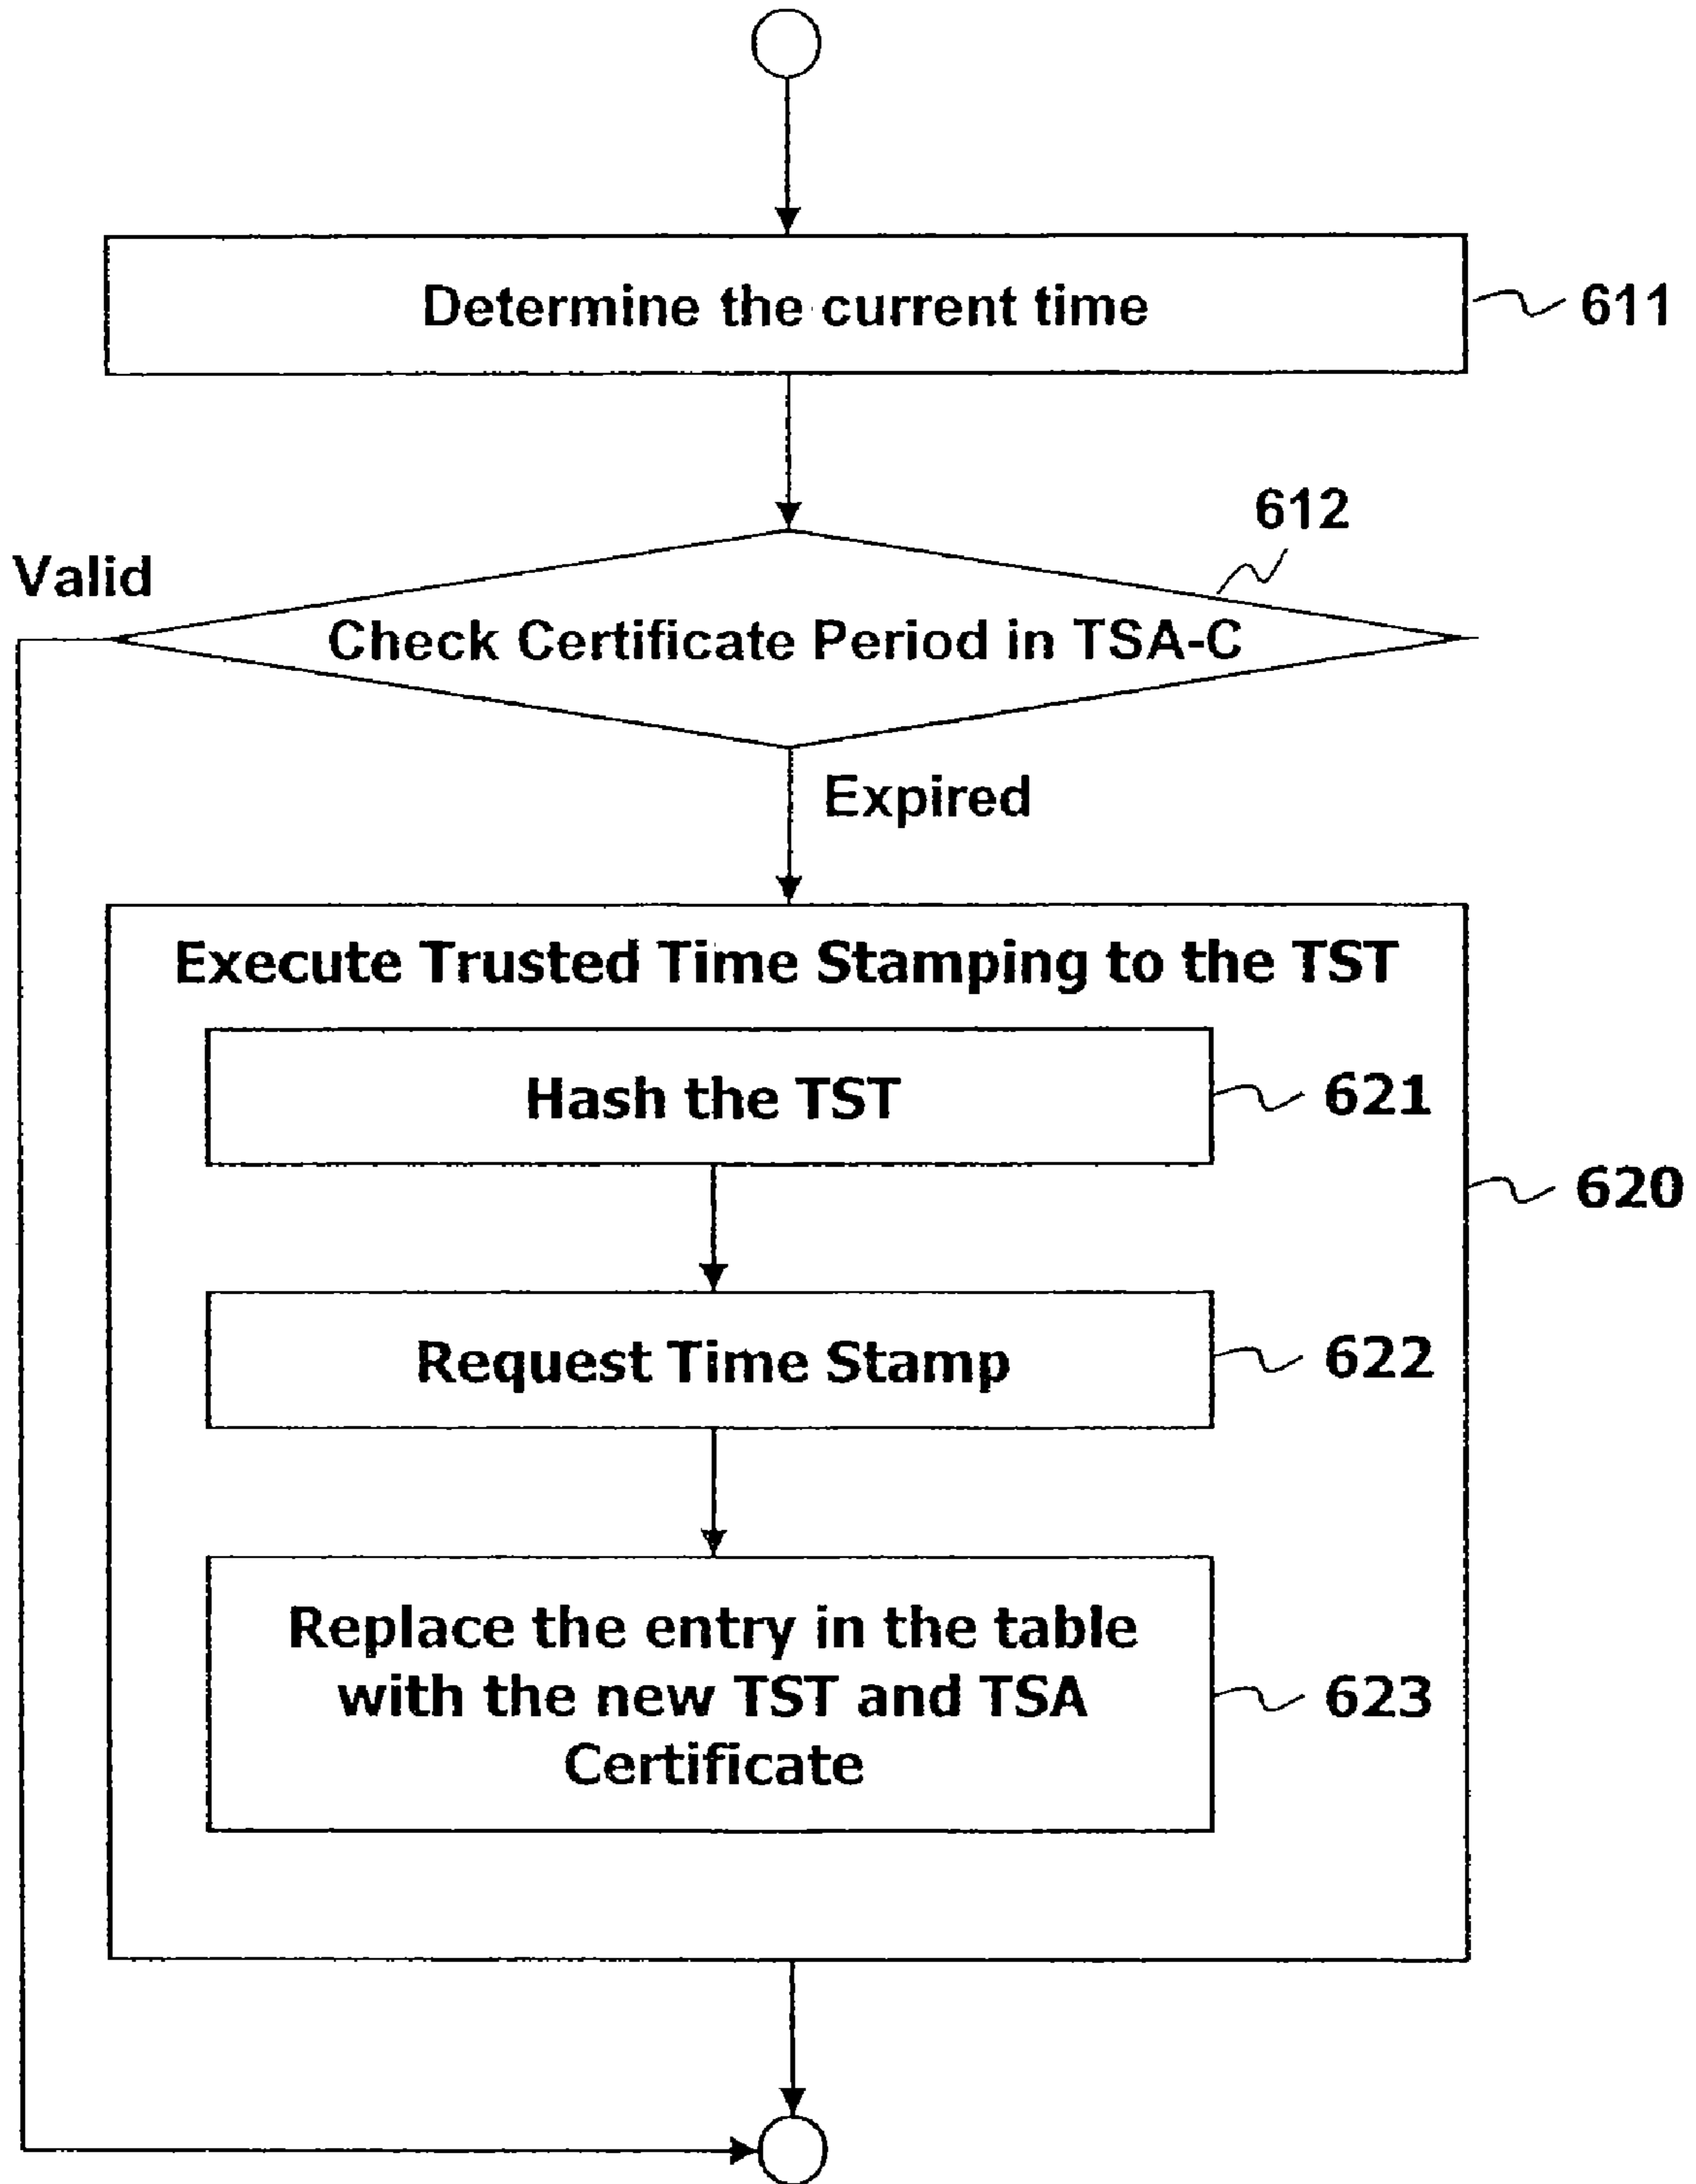 Determine the current time
611
612
Valid
Check Certificate Period in TSA-C
Expired
Execute Trusted Time Stamping to the TST
Hash the TST
621
620
Request Time Stamp
622
Replace the entry in the table
with the new TST and TSA
Certificate
623